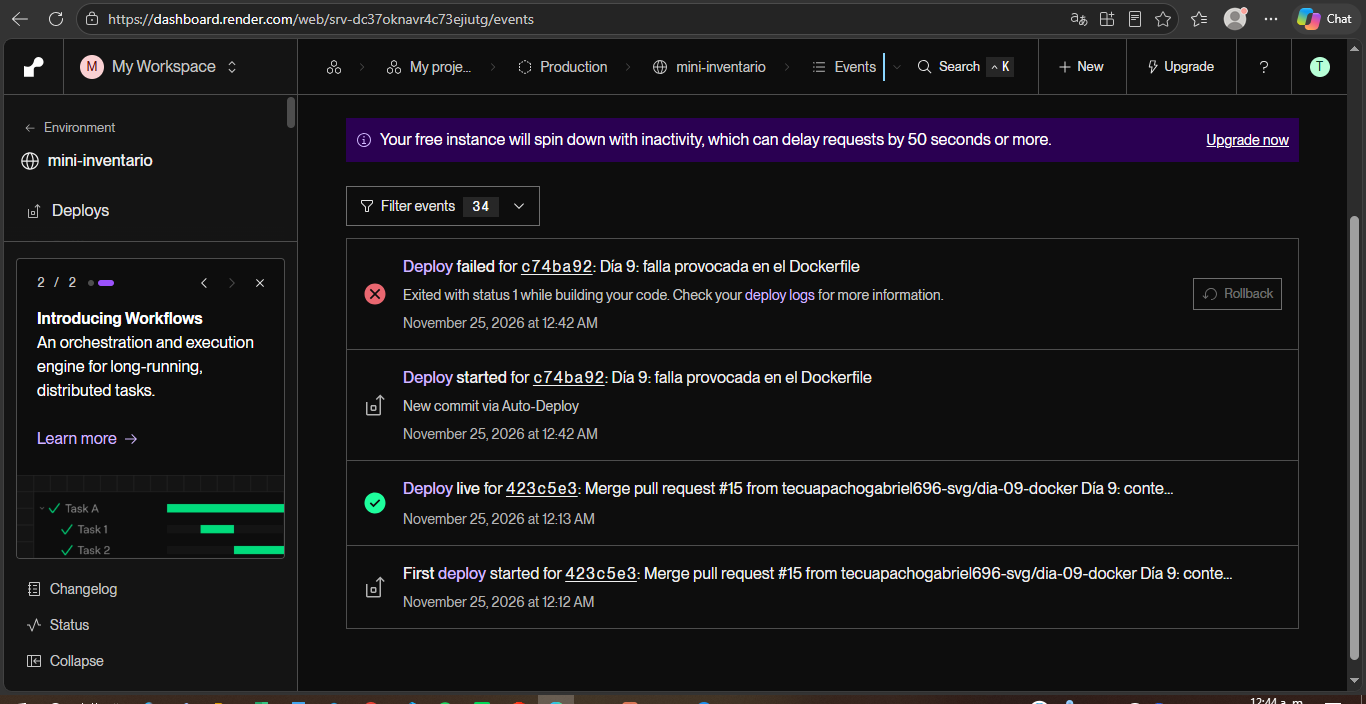 https://dashboard.render.com/web/srv-dc37oknavr4c73ejiutg/events
Chat
M My Workspace
My proje...
Production
mini-inventario
Events
Search
K
+ New
Upgrade
?
T
Environment
mini-inventario
Deploys
2 / 2
Introducing Workflows
An orchestration and execution
engine for long-running,
distributed tasks.
Learn more →
Task A
Task 1
Task 2
Changelog
Status
Collapse
Your free instance will spin down with inactivity, which can delay requests by 50 seconds or more.
Upgrade now
Filter events 34
Deploy failed for c74ba92: Día 9: falla provocada en el Dockerfile
Exited with status 1 while building your code. Check your deploy logs for more information.
November 25, 2026 at 12:42 AM
Rollback
Deploy started for c74ba92: Día 9: falla provocada en el Dockerfile
New commit via Auto-Deploy
November 25, 2026 at 12:42 AM
Deploy live for 423c5e3: Merge pull request #15 from tecuapachogabriel696-svg/dia-09-docker Día 9: conte...
November 25, 2026 at 12:13 AM
First deploy started for 423c5e3: Merge pull request #15 from tecuapachogabriel696-svg/dia-09-docker Día 9: conte...
November 25, 2026 at 12:12 AM